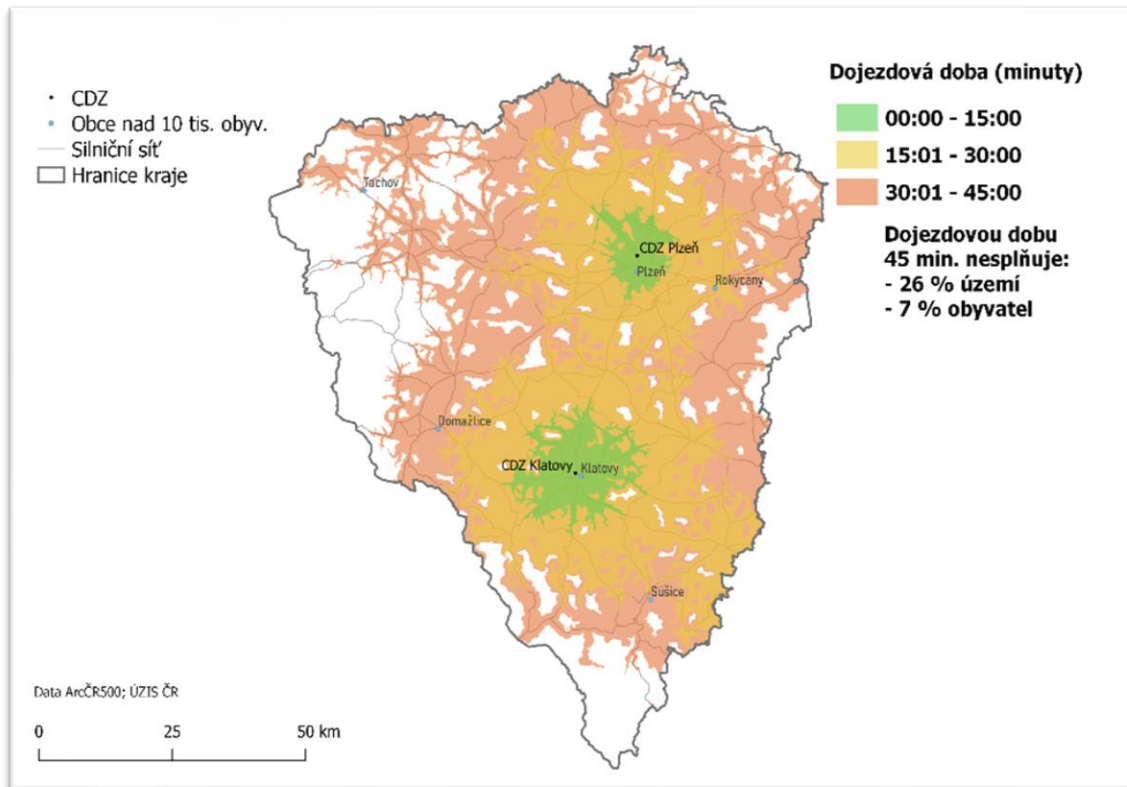 CDZ
Obce nad 10 tis. obyv.
Silniční síť
Hranice kraje
Dojezdová doba (minuty)
00:00 - 15:00
15:01 - 30:00
30:01 - 45:00
Dojezdovou dobu
45 min. nesplňuje:
- 26 % území
- 7 % obyvatel
Tachov
CDZ Plzeň
Plzeň
Rokycany
Domažlice
CDZ Klatovy
Klatovy
Sušice
Data ArcČR500; ÚZIS ČR
0 25 50 km